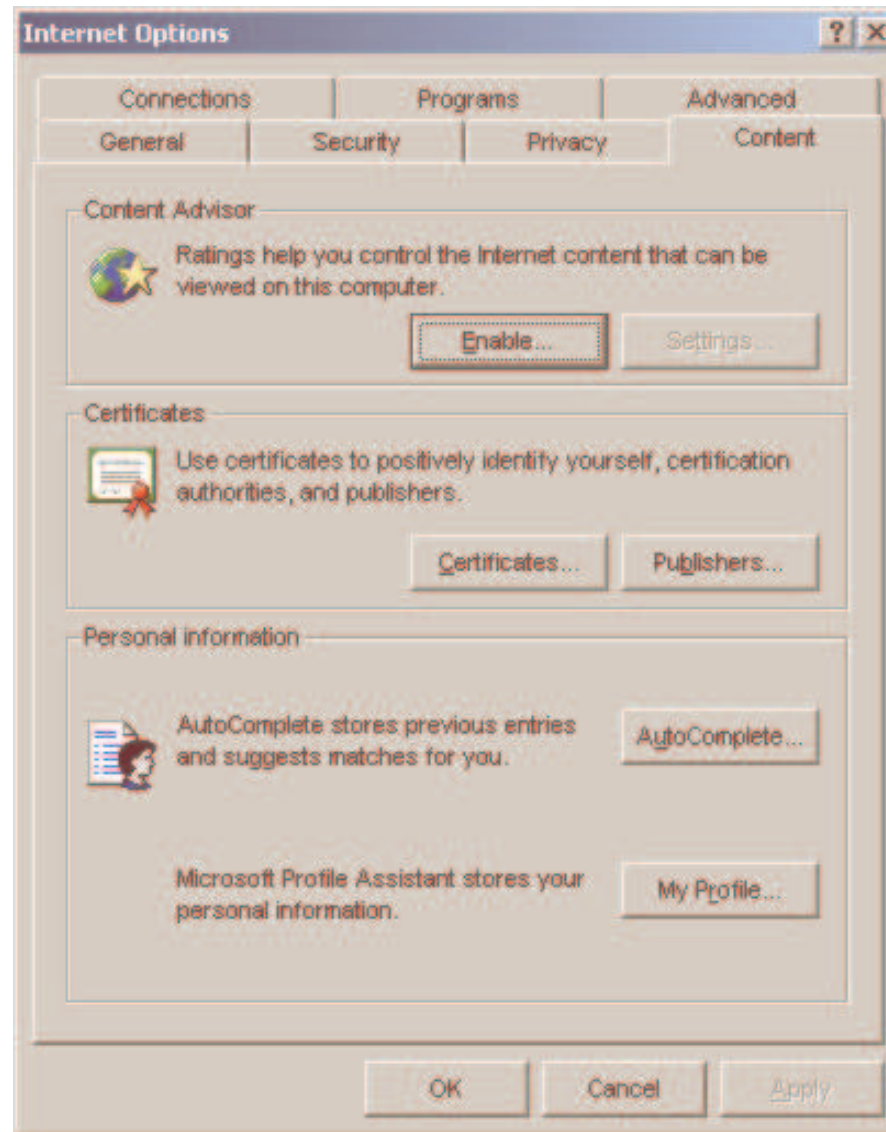 Internet Options
Connections Programs Advanced
General Security Privacy Content
Content Advisor
Ratings help you control the Internet content that can be
viewed on this computer.
Enable... Settings...
Certificates
Use certificates to positively identify yourself, certification
authorities, and publishers.
Certificates... Publishers...
Personal information
AutoComplete stores previous entries
and suggests matches for you.
AutoComplete...
Microsoft Profile Assistant stores your
personal information.
My Profile...
OK Cancel Apply